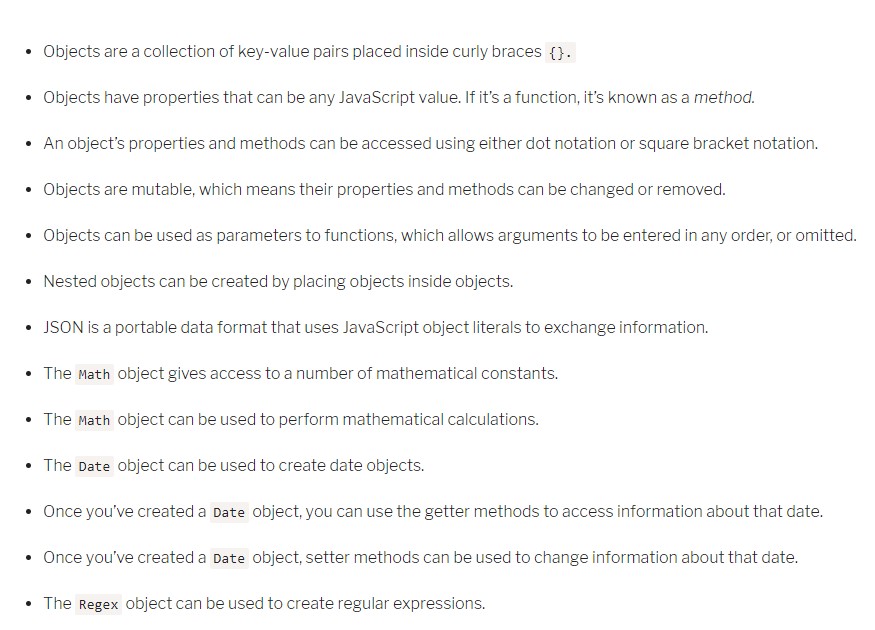 • Objects are a collection of key-value pairs placed inside curly braces {}.
• Objects have properties that can be any JavaScript value. If it’s a function, it’s known as a method.
• An object’s properties and methods can be accessed using either dot notation or square bracket notation.
• Objects are mutable, which means their properties and methods can be changed or removed.
• Objects can be used as parameters to functions, which allows arguments to be entered in any order, or omitted.
• Nested objects can be created by placing objects inside objects.
• JSON is a portable data format that uses JavaScript object literals to exchange information.
• The Math object gives access to a number of mathematical constants.
• The Math object can be used to perform mathematical calculations.
• The Date object can be used to create date objects.
• Once you’ve created a Date object, you can use the getter methods to access information about that date.
• Once you’ve created a Date object, setter methods can be used to change information about that date.
• The Regex object can be used to create regular expressions.